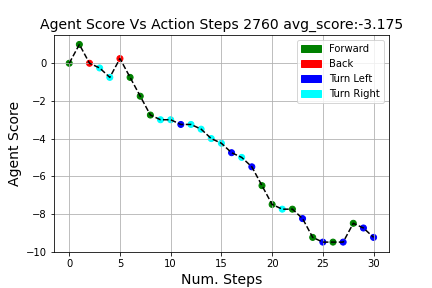 Agent Score Vs Action Steps 2760 avg_score:-3.175
Forward
Back
Turn Left
Turn Right
Agent Score
0
−2
−4
−6
−8
−10
0 5 10 15 20 25 30
Num. Steps